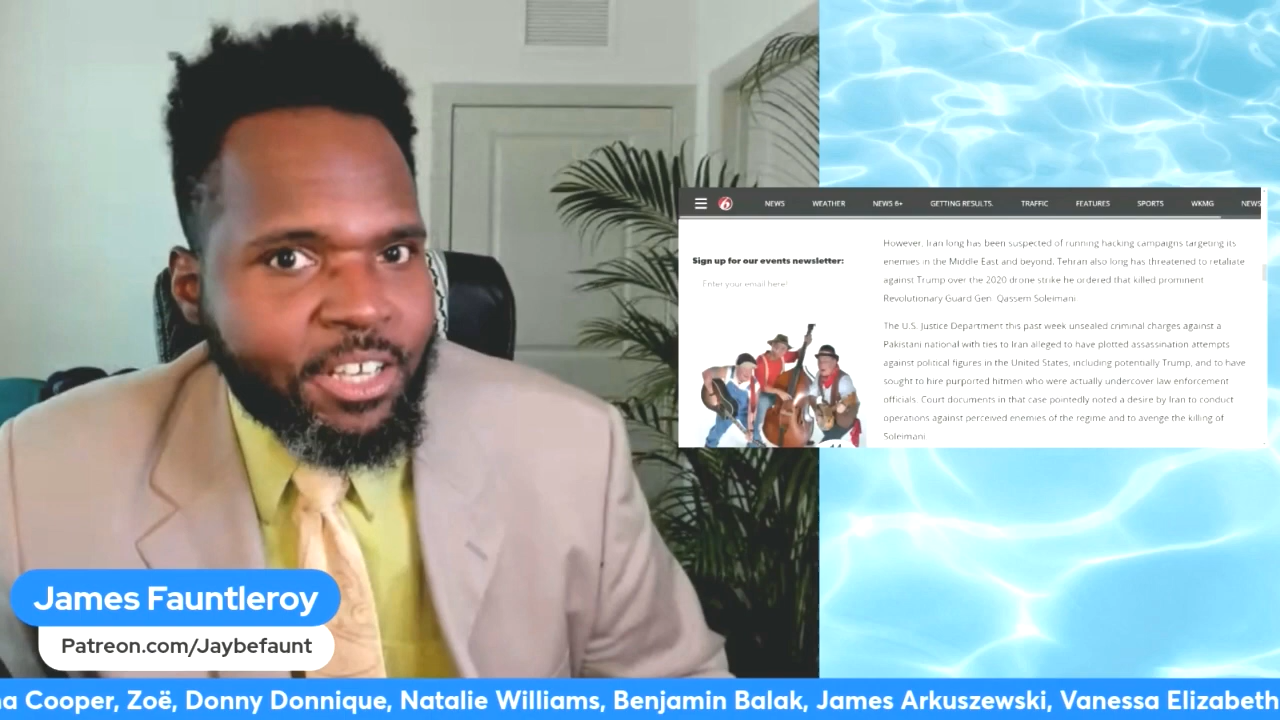 NEWS WEATHER NEWS 6+ GETTING RESULTS. TRAFFIC FEATURES SPORTS WKMG NEWS
Sign up for our events newsletter:
Enter your email here!
However, Iran long has been suspected of running hacking campaigns targeting its
enemies in the Middle East and beyond. Tehran also long has threatened to retaliate
against Trump over the 2020 drone strike he ordered that killed prominent
Revolutionary Guard Gen. Qassem Soleimani.
The U.S. Justice Department this past week unsealed criminal charges against a
Pakistani national with ties to Iran alleged to have plotted assassination attempts
against political figures in the United States, including potentially Trump, and to have
sought to hire purported hitmen who were actually undercover law enforcement
officials. Court documents in that case pointedly noted a desire by Iran to conduct
operations against perceived enemies of the regime and to avenge the killing of
Soleimani.
James Fauntleroy
Patreon.com/Jaybefaunt
na Cooper, Zoë, Donny Donnique, Natalie Williams, Benjamin Balak, James Arkuszewski, Vanessa Elizabeth